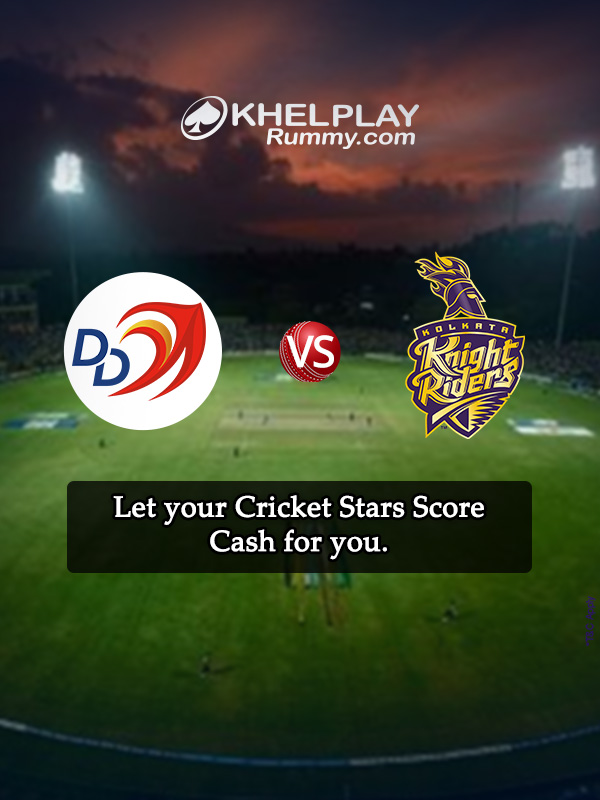 KHELPLAY
Rummy.com
DD
VS
KOLKATA
Knight
Riders
Let your Cricket Stars Score
Cash for you.